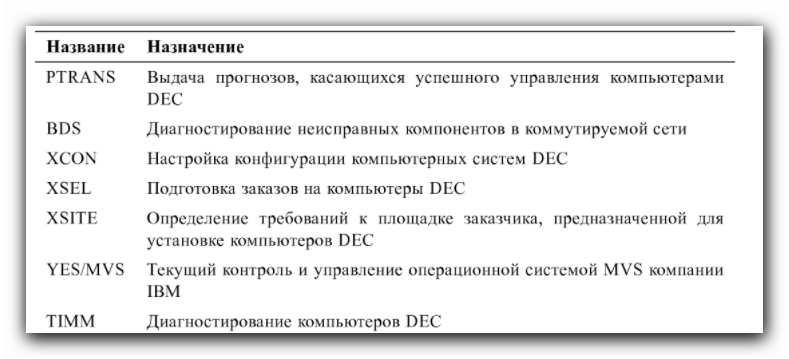 Название Назначение
PTRANS Выдача прогнозов, касающихся успешного управления компьютерами
DEC
BDS Диагностирование неисправных компонентов в коммутируемой сети
XCON Настройка конфигурации компьютерных систем DEC
XSEL Подготовка заказов на компьютеры DEC
XSITE Определение требований к площадке заказчика, предназначенной для
установке компьютеров DEC
YES/MVS Текущий контроль и управление операционной системой MVS компании
IBM
TIMM Диагностирование компьютеров DEC